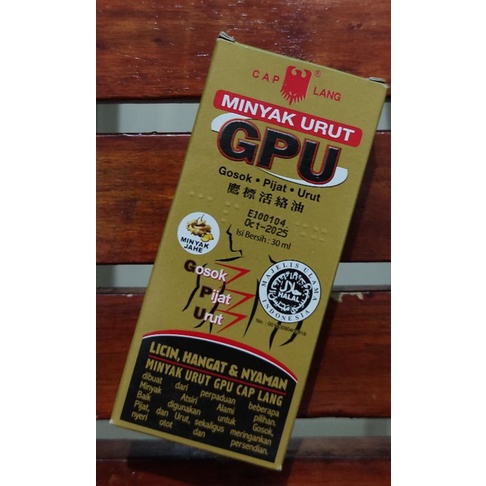 CAP LANG ®
MINYAK URUT
GPU
Gosok • Pijat • Urut
鷹標活絡油
E100104
Oct-2025
Isi Bersih : 30 ml
MINYAK
JAHE
Gosok
Pijat
Urut
MAJELIS ULAMA
INDONESIA
HALAL
LICIN, HANGAT & NYAMAN
MINYAK URUT GPU CAP LANG
dibuat dari perpaduan beberapa
Minyak Atsiri Alami pilihan.
Baik digunakan untuk Gosok,
Pijat, dan Urut, sekaligus meringankan
nyeri otot dan persendian.